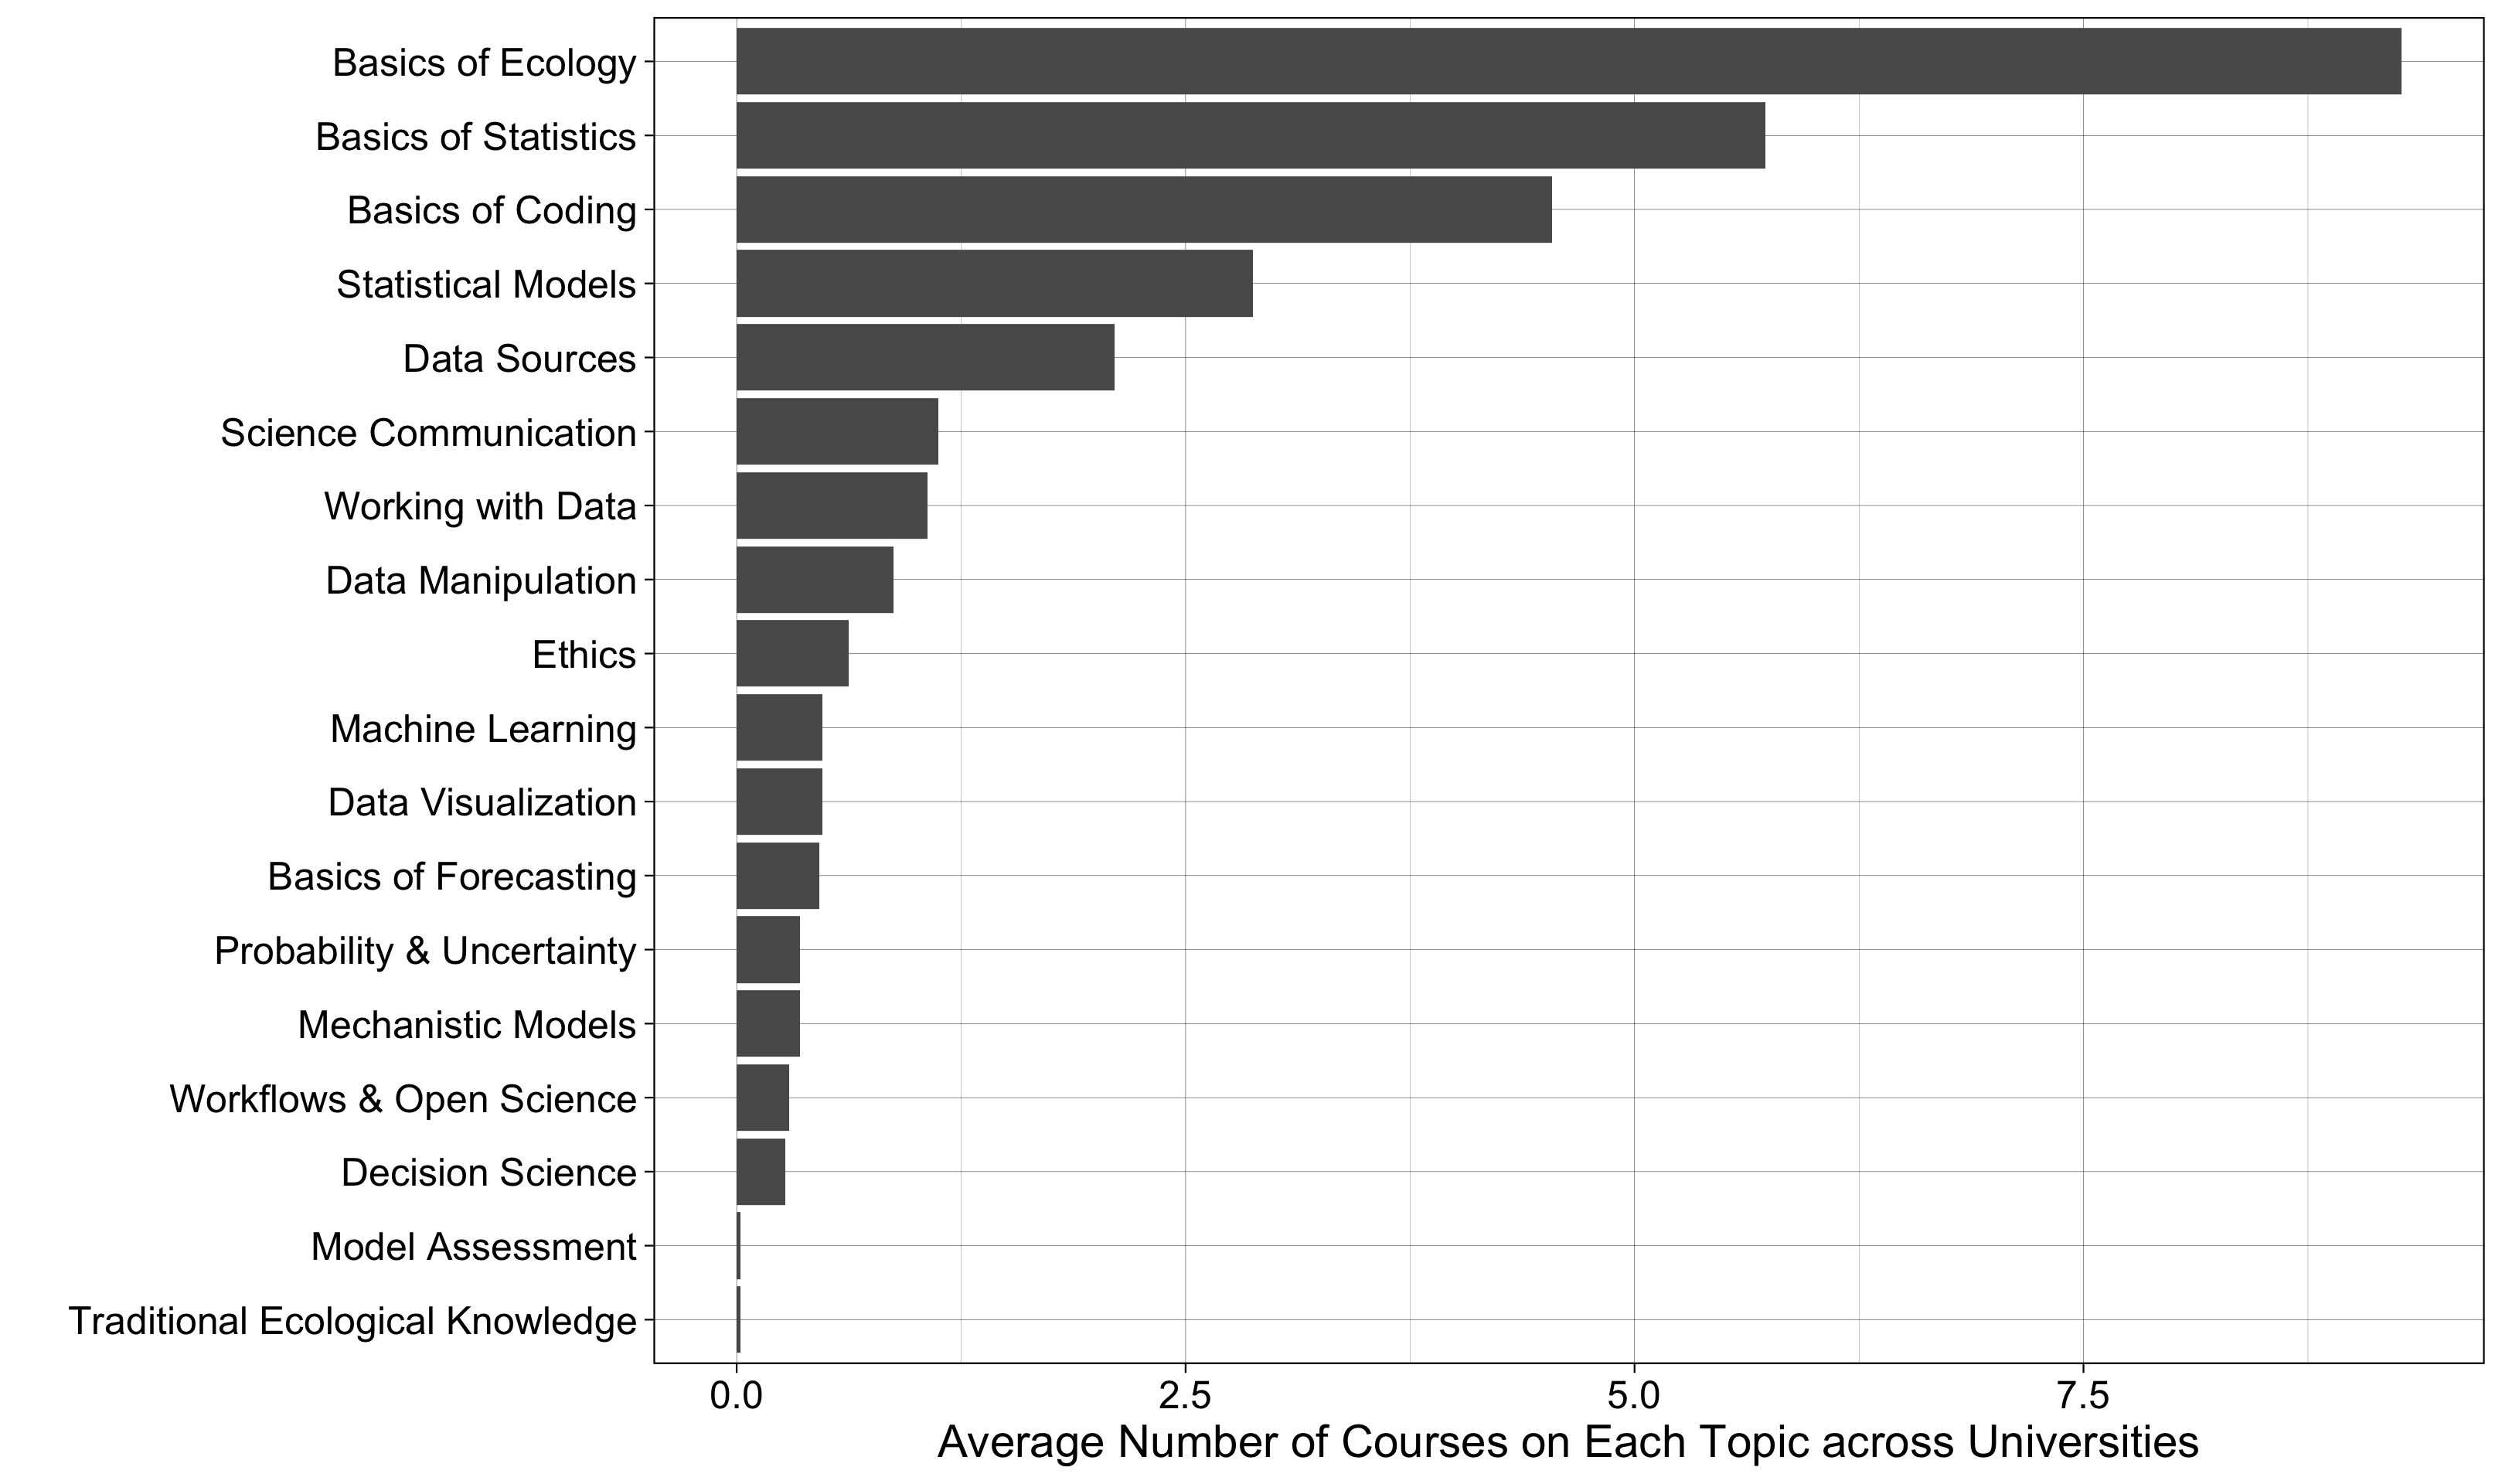 Basics of Ecology
Basics of Statistics
Basics of Coding
Statistical Models
Data Sources
Science Communication
Working with Data
Data Manipulation
Ethics
Machine Learning
Data Visualization
Basics of Forecasting
Probability & Uncertainty
Mechanistic Models
Workflows & Open Science
Decision Science
Model Assessment
Traditional Ecological Knowledge
0.0 2.5 5.0 7.5
Average Number of Courses on Each Topic across Universities